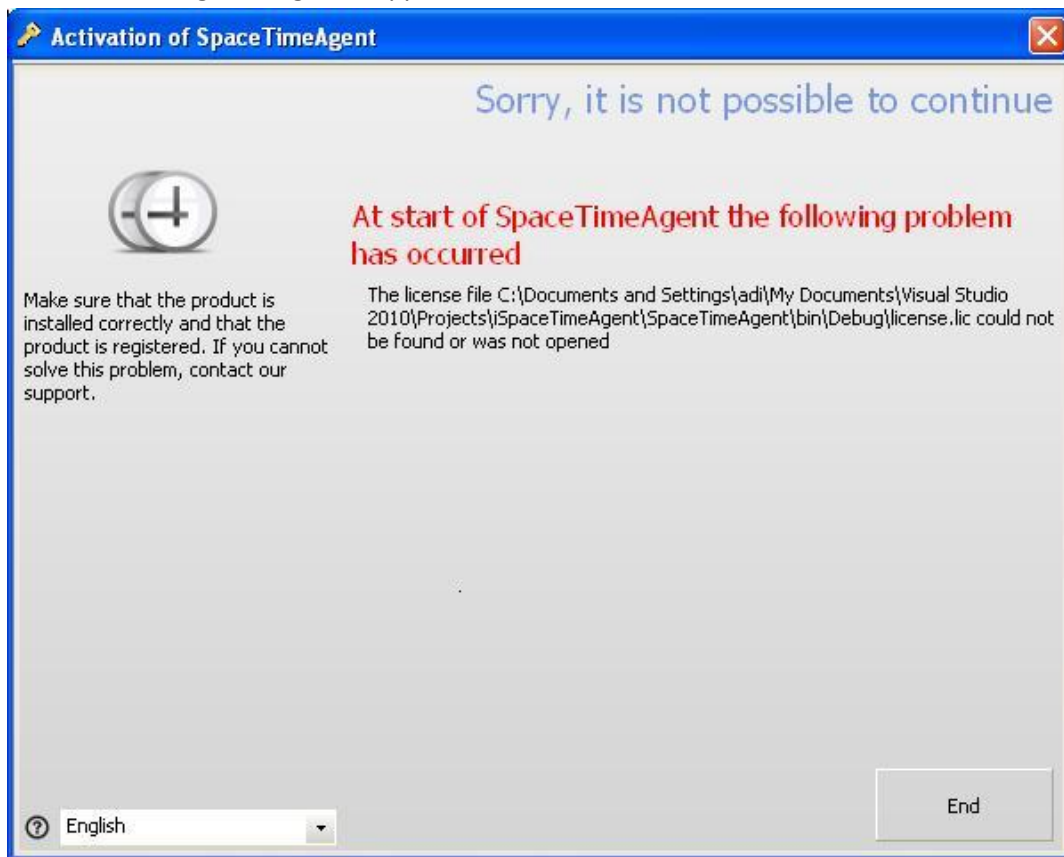 Activation of SpaceTimeAgent
Sorry, it is not possible to continue
At start of SpaceTimeAgent the following problem
has occurred
Make sure that the product is
installed correctly and that the
product is registered. If you cannot
solve this problem, contact our
support.
The license file C:\Documents and Settings\adi\My Documents\Visual Studio
2010\Projects\iSpaceTimeAgent\SpaceTimeAgent\bin\Debug\license.lic could not
be found or was not opened
English
End